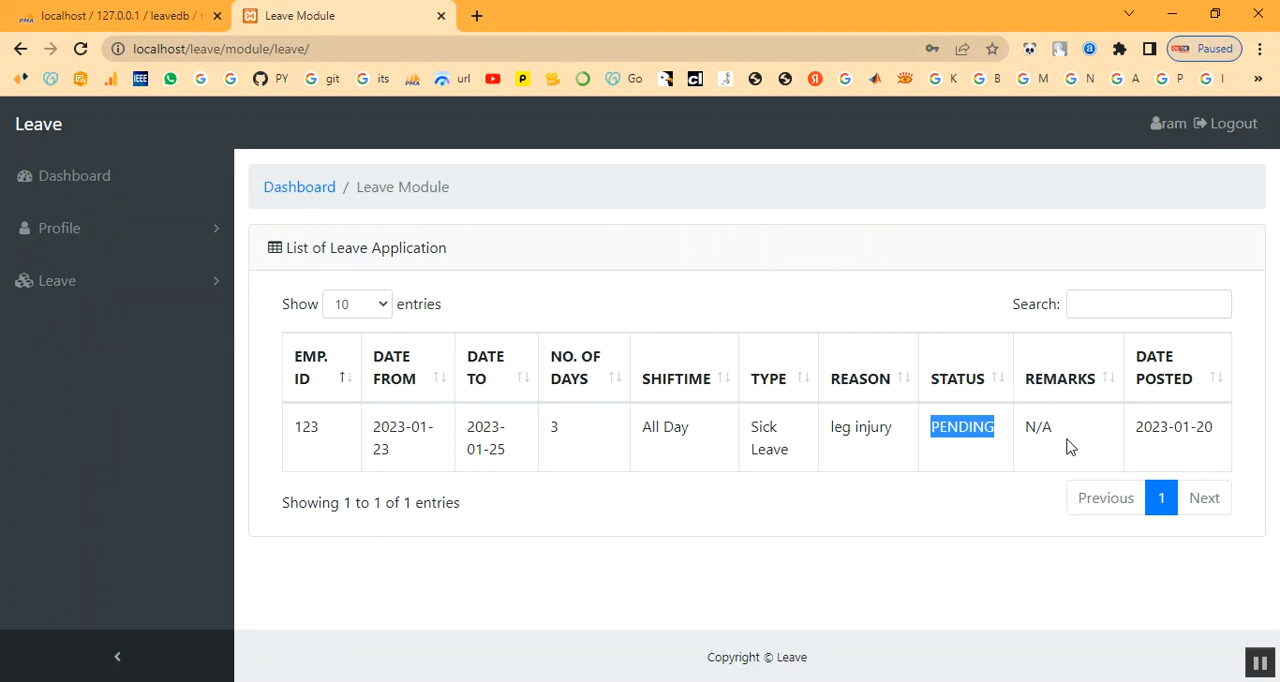 localhost / 127.0.0.1 / leavedb /
Leave Module
localhost/leave/module/leave/
Paused
IEEE PY git its PMA url P Go K B M N A P I »
Leave
ram Logout
Dashboard
Profile
Leave
Dashboard / Leave Module
List of Leave Application
Show 10 entries
Search:
EMP. ID
DATE FROM
DATE TO
NO. OF DAYS
SHIFTIME
TYPE
REASON
STATUS
REMARKS
DATE POSTED
123
2023-01-23
2023-01-25
3
All Day
Sick Leave
leg injury
PENDING
N/A
2023-01-20
Showing 1 to 1 of 1 entries
Previous 1 Next
Copyright © Leave